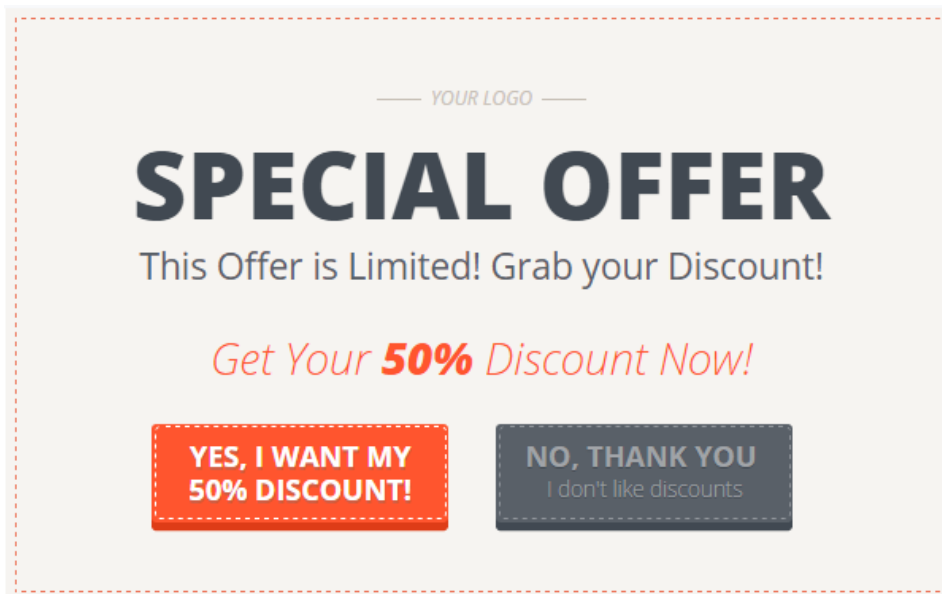 YOUR LOGO
SPECIAL OFFER
This Offer is Limited! Grab your Discount!
Get Your 50% Discount Now!
YES, I WANT MY
50% DISCOUNT!
NO, THANK YOU
I don't like discounts